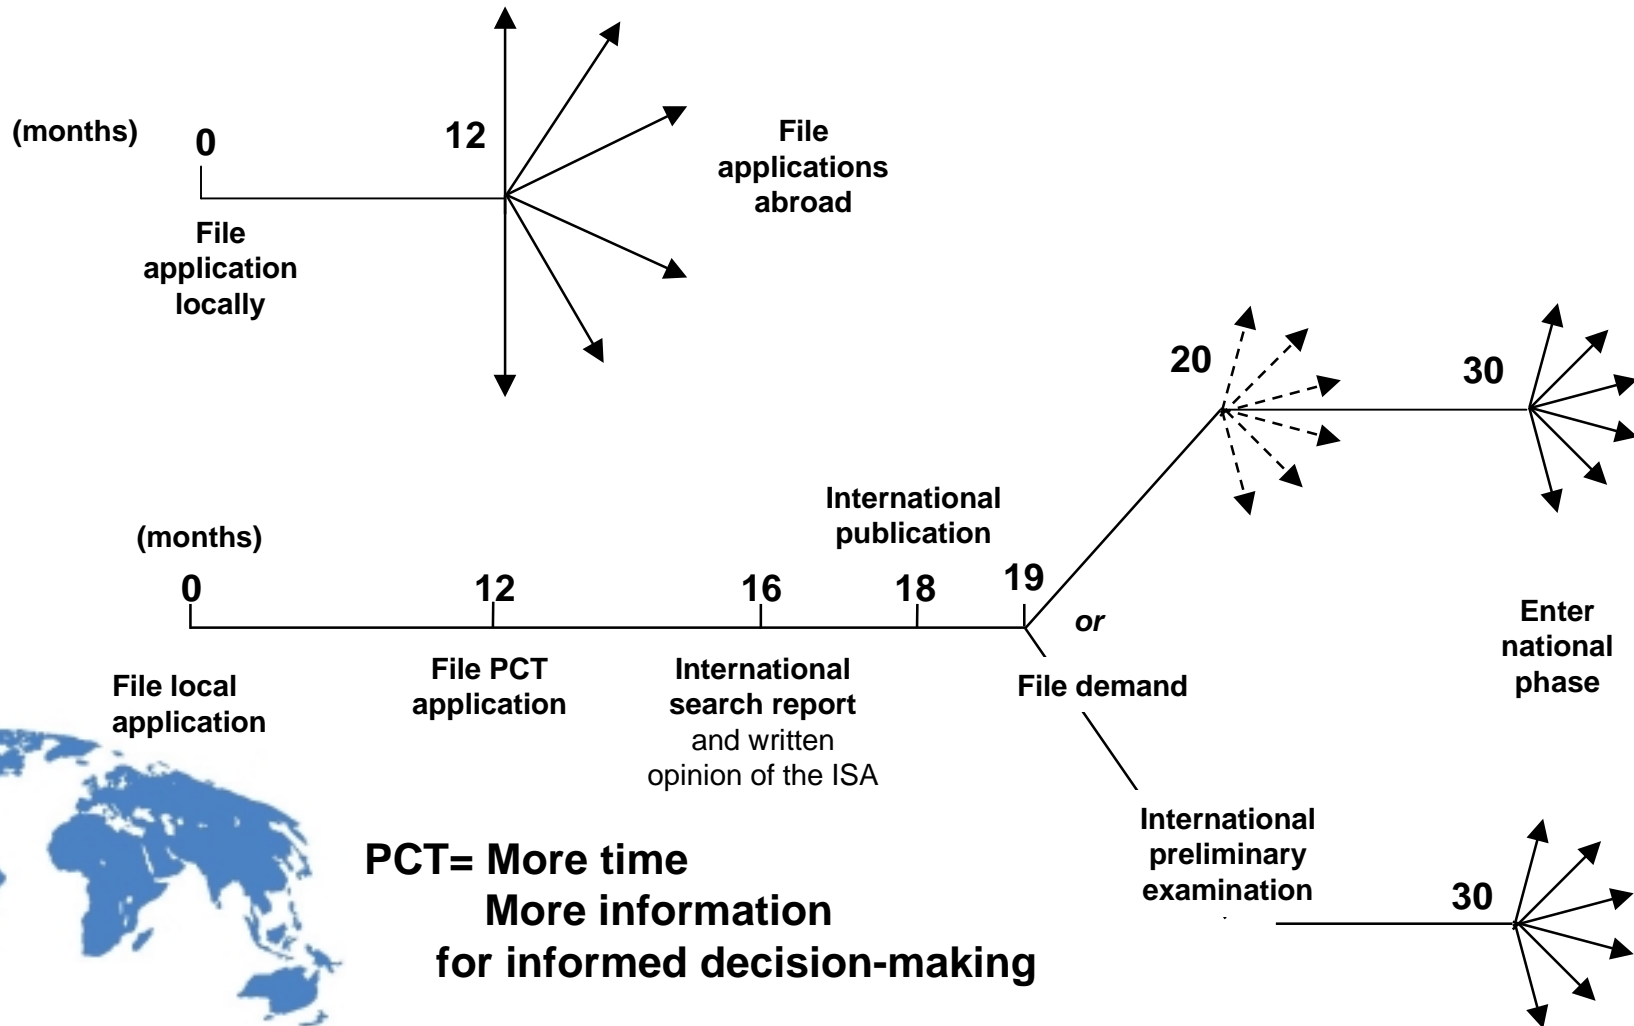 (months)
0
12
File
applications
abroad
File
application
locally
20
30
(months)
International
publication
0
12
16
18
19
or
File local
application
File PCT
application
International
search report
and written
opinion of the ISA
File demand
Enter
national
phase
International
preliminary
examination
30
PCT= More time
More information
for informed decision-making